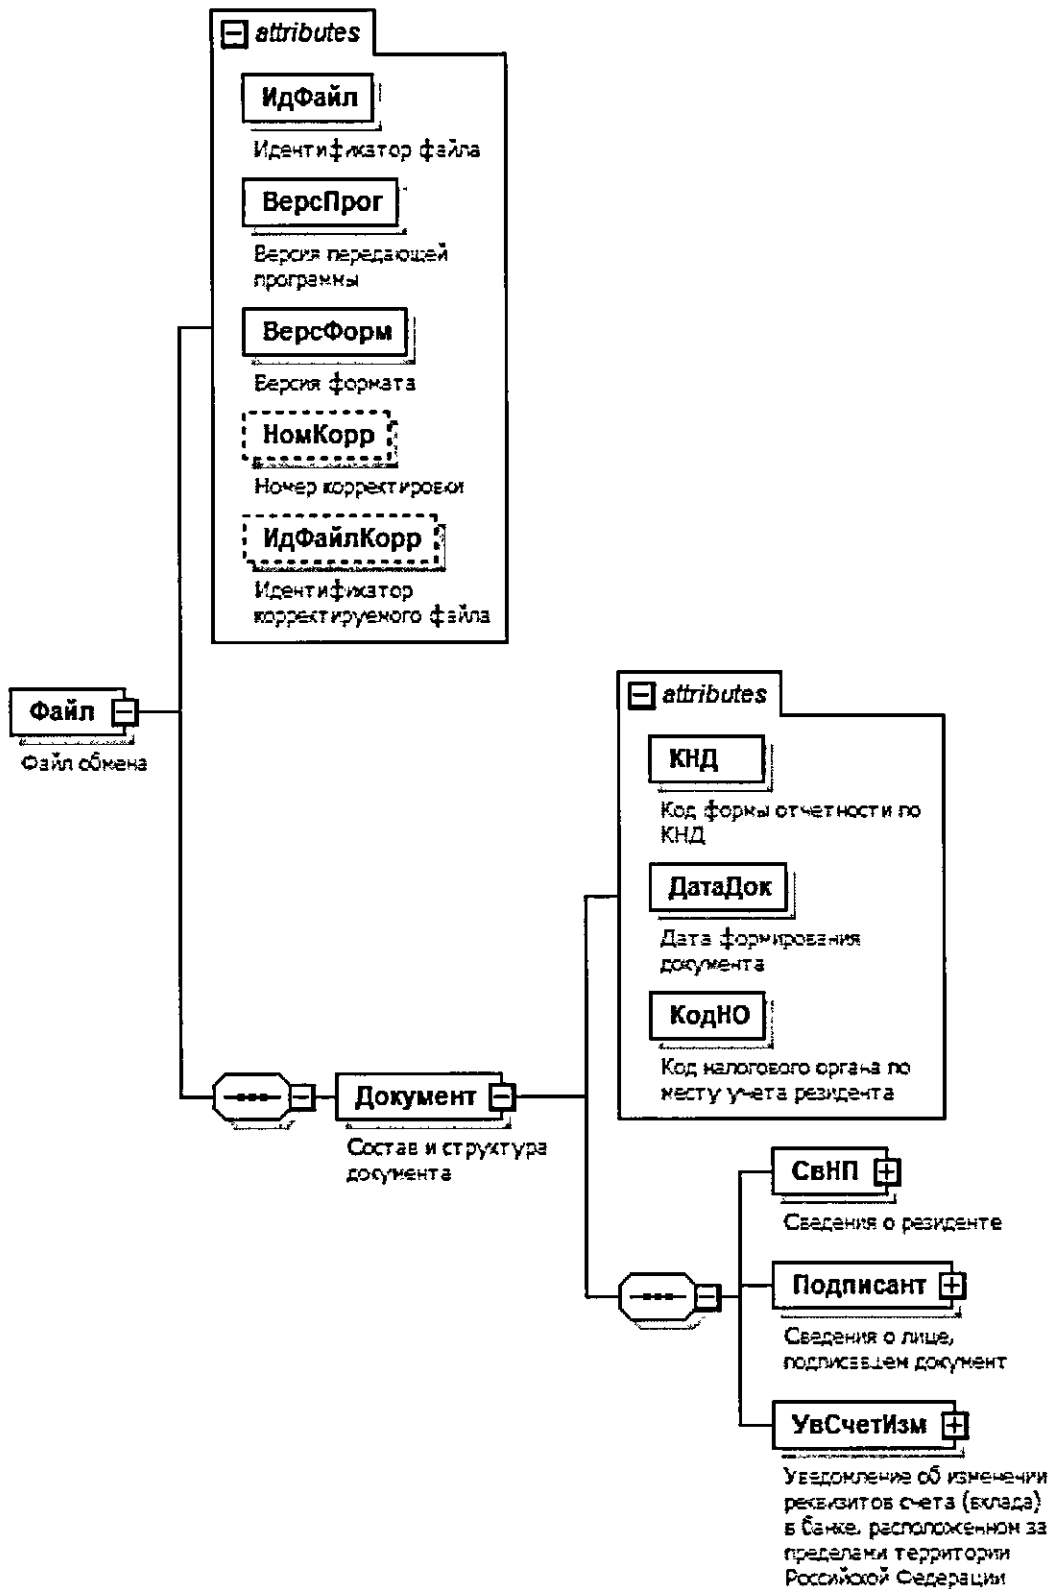 attributes
ИдФайл
Идентификатор файла
ВерсПрог
Версия передающей
программы
ВерсФорм
Версия формата
НомКорр
Номер корректировки
ИдФайлКорр
Идентификатор
корректируемого файла
Файл
Файл обмена
attributes
КНД
Код формы отчетности по
КНД
ДатаДок
Дата формирования
документа
КодНО
Код налогового органа по
месту учета резидента
Документ
Состав и структура
документа
СвНП
Сведения о резиденте
Подписант
Сведения о лице,
подписавшем документ
УвСчетИзм
Уведомление об изменении
реквизитов счета (вклада)
в банке, расположенном за
пределами территории
Российской Федерации